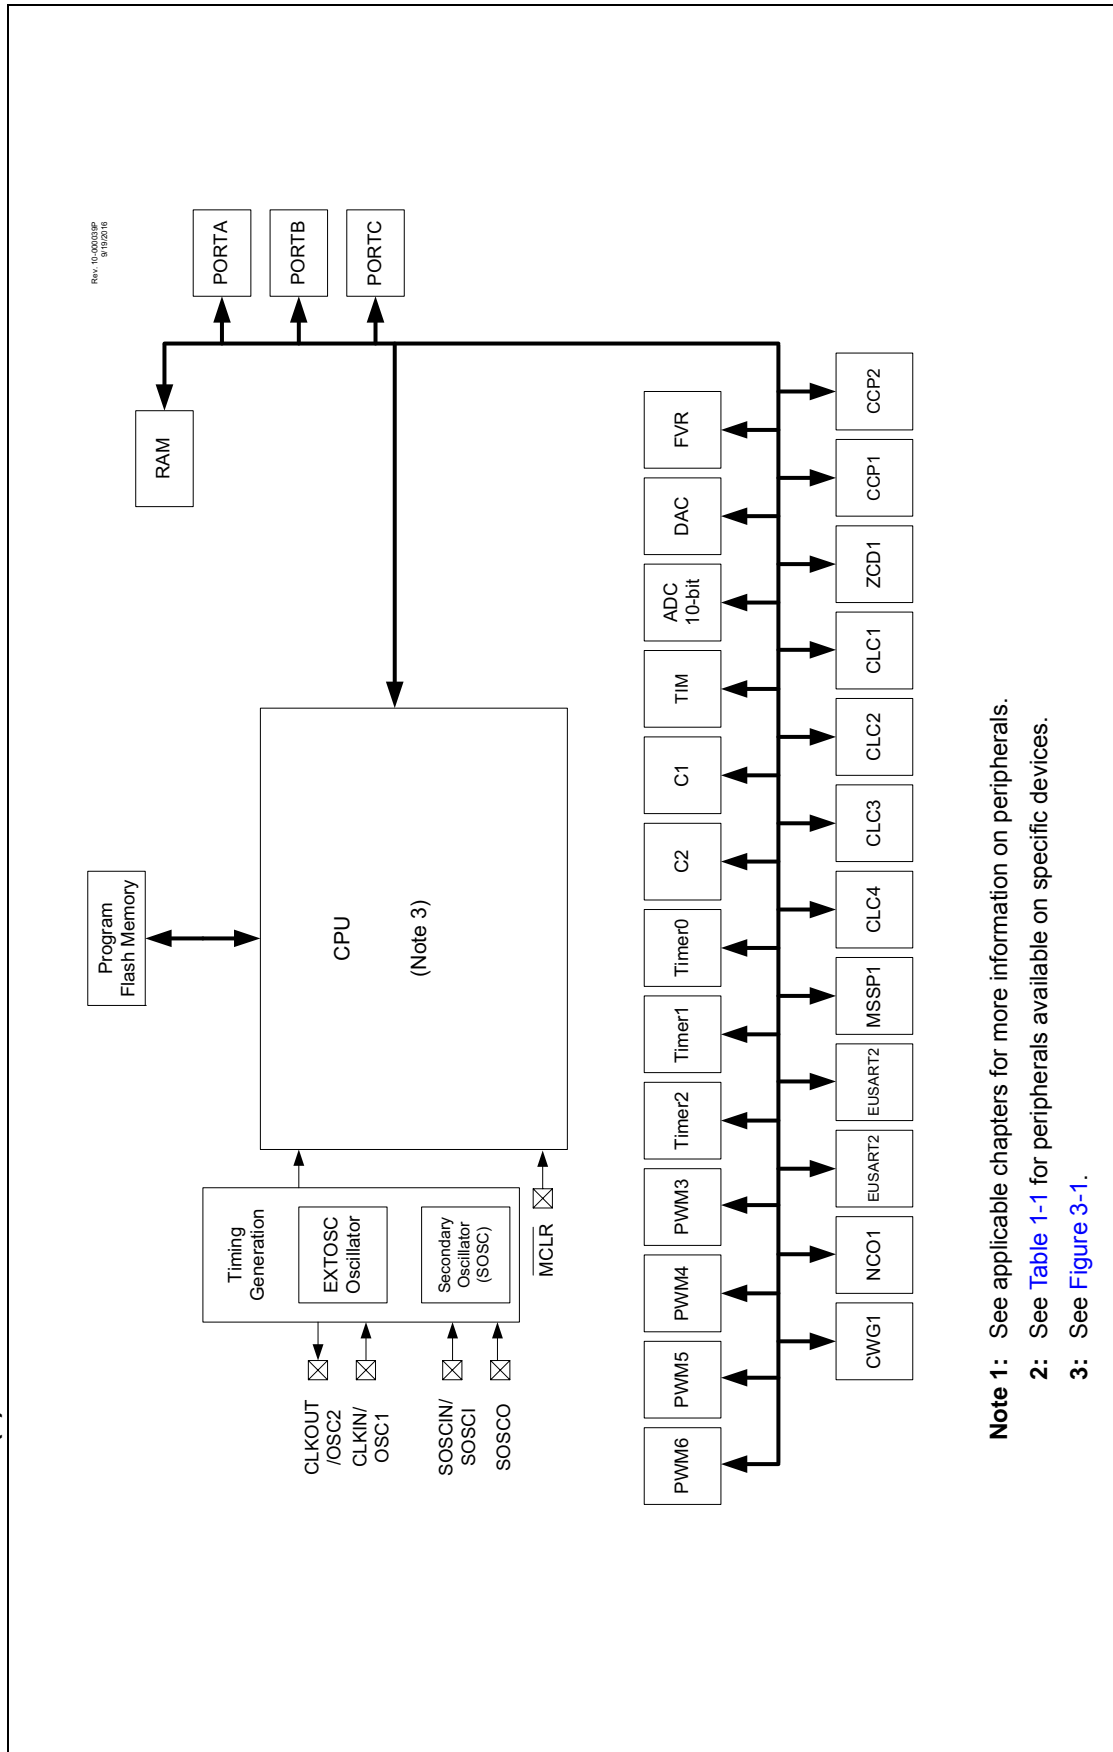 Rev. 10-000039P
9/19/2016
Program
Flash Memory
RAM
PORTA
PORTB
PORTC
Timing
Generation
EXTOSC
Oscillator
Secondary
Oscillator
(SOSC)
CPU
(Note 3)
CLKOUT
/OSC2
CLKIN/
OSC1
SOSCIN/
SOSCI
SOSCO
MCLR
PWM6
PWM5
PWM4
PWM3
Timer2
Timer1
Timer0
C2
C1
TIM
ADC
10-bit
DAC
FVR
CWG1
NCO1
EUSART2
EUSART2
MSSP1
CLC4
CLC3
CLC2
CLC1
ZCD1
CCP1
CCP2
Note 1: See applicable chapters for more information on peripherals.
2: See Table 1-1 for peripherals available on specific devices.
3: See Figure 3-1.